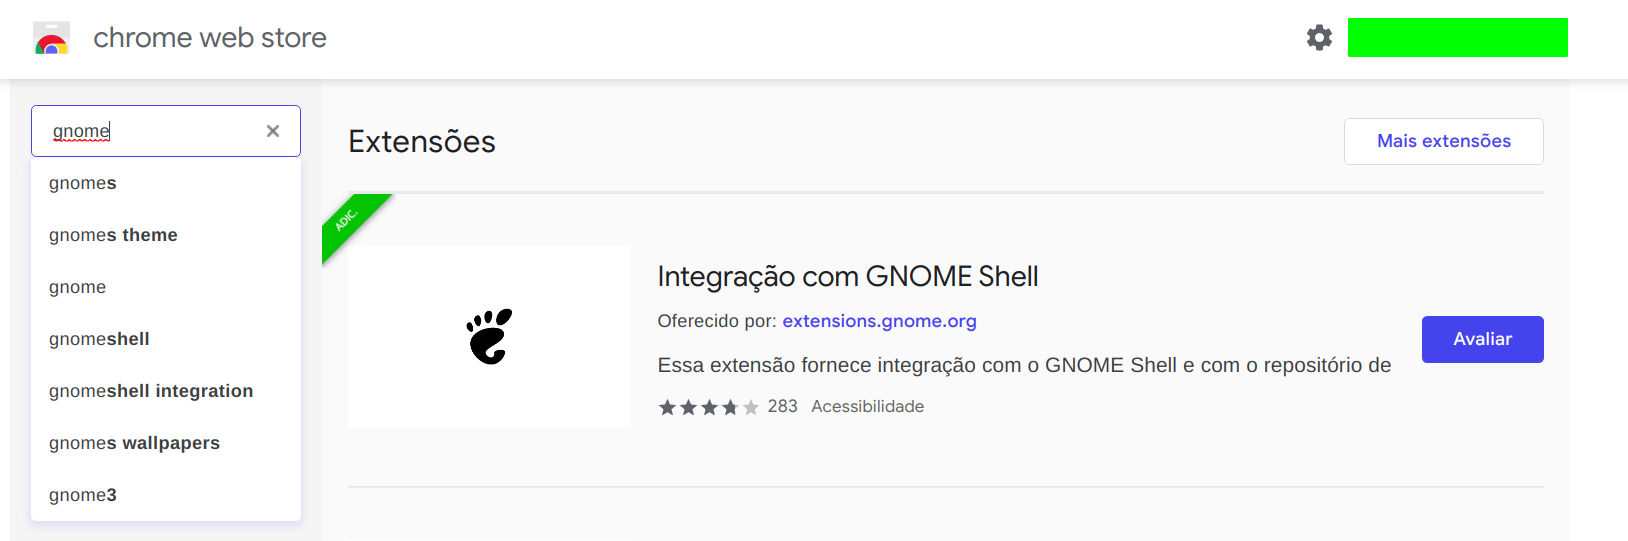 chrome web store
gnome
gnomes
gnomes theme
gnome
gnomeshell
gnomeshell integration
gnomes wallpapers
gnome3
Extensões
Mais extensões
ADIC.
Integração com GNOME Shell
Oferecido por: extensions.gnome.org
Essa extensão fornece integração com o GNOME Shell e com o repositório de
283 Acessibilidade
Avaliar